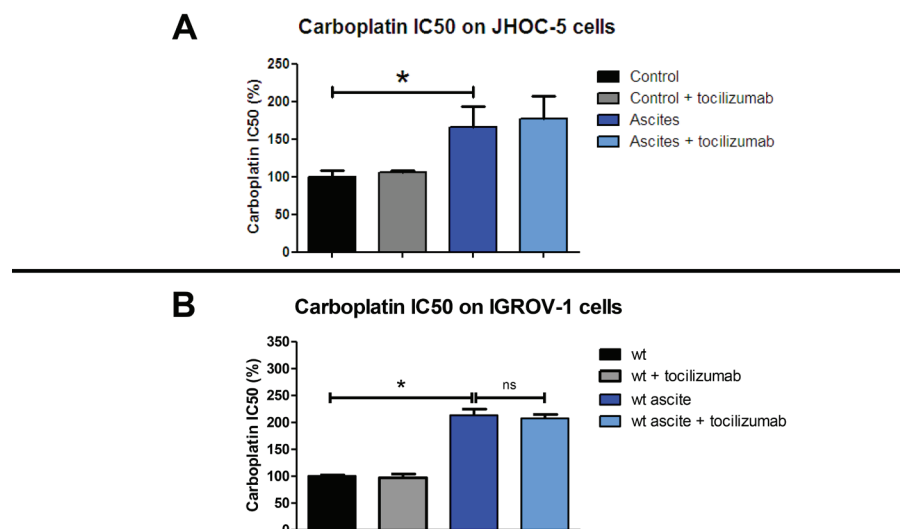 A
Carboplatin IC50 on JHOC-5 cells
Carboplatin IC50 (%)
250
200
150
100
50
0
*
Control
Control + tocilizumab
Ascites
Ascites + tocilizumab
B
Carboplatin IC50 on IGROV-1 cells
Carboplatin IC50 (%)
350
300
250
200
150
100
50
0
*
ns
wt
wt + tocilizumab
wt ascite
wt ascite + tocilizumab